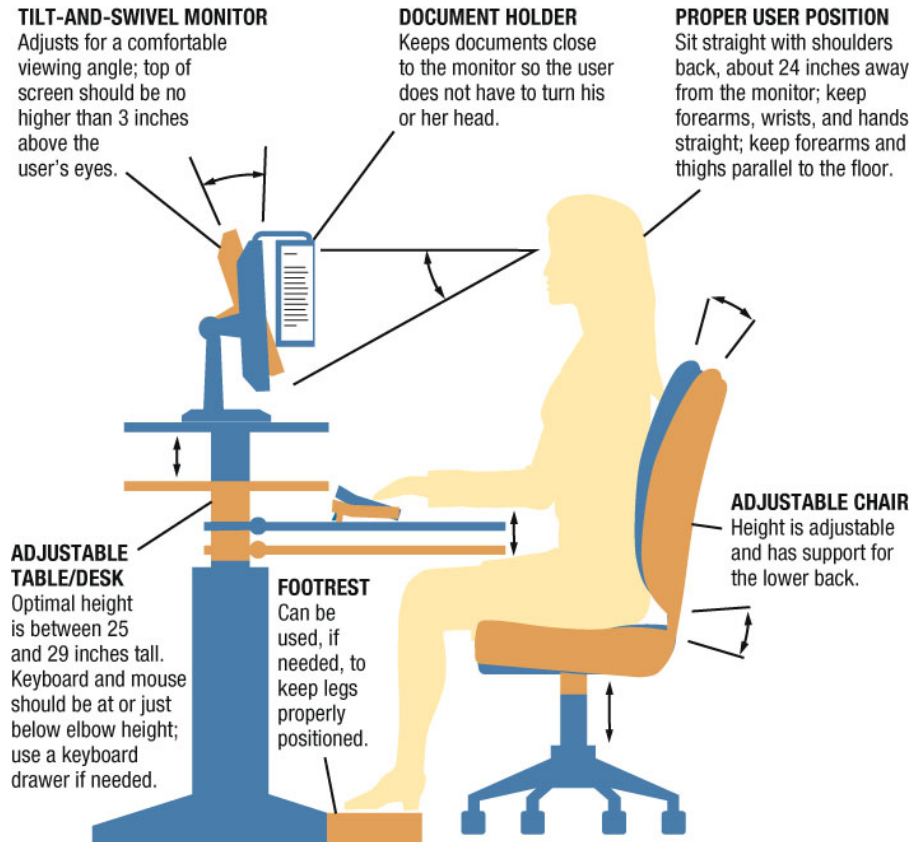 TILT-AND-SWIVEL MONITOR
Adjusts for a comfortable
viewing angle; top of
screen should be no
higher than 3 inches
above the
user's eyes.
DOCUMENT HOLDER
Keeps documents close
to the monitor so the user
does not have to turn his
or her head.
PROPER USER POSITION
Sit straight with shoulders
back, about 24 inches away
from the monitor; keep
forearms, wrists, and hands
straight; keep forearms and
thighs parallel to the floor.
ADJUSTABLE
TABLE/DESK
Optimal height
is between 25
and 29 inches tall.
Keyboard and mouse
should be at or just
below elbow height;
use a keyboard
drawer if needed.
FOOTREST
Can be
used, if
needed, to
keep legs
properly
positioned.
ADJUSTABLE CHAIR
Height is adjustable
and has support for
the lower back.